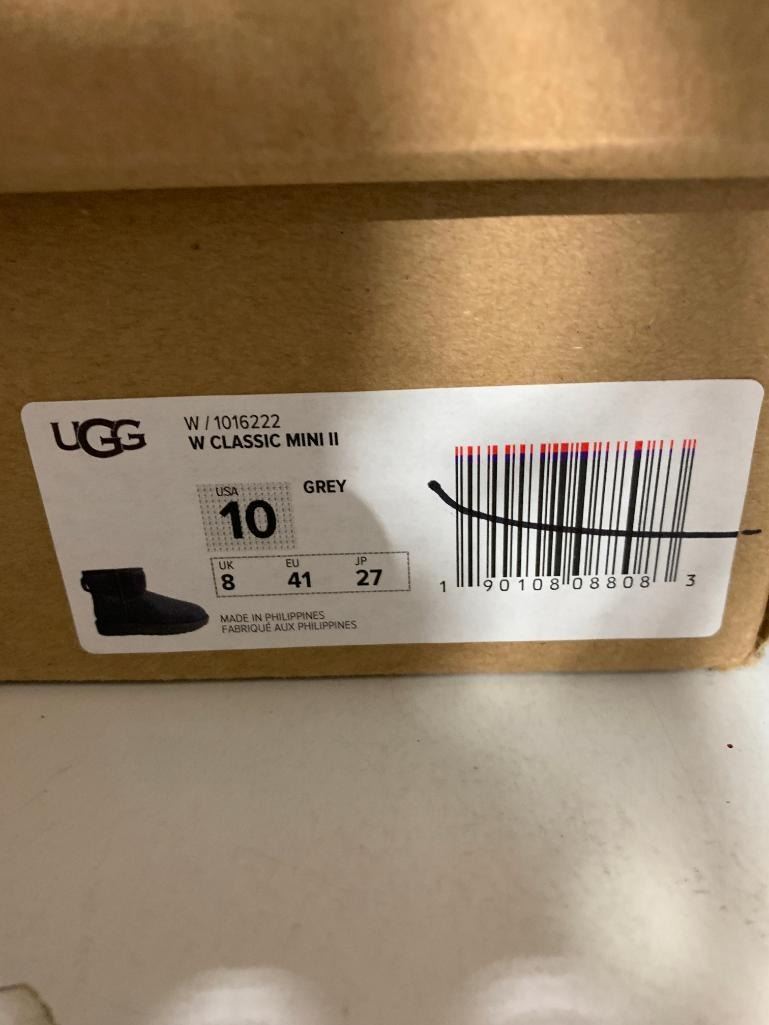 UGG
W / 1016222
W CLASSIC MINI II
GREY
USA
10
UK EU JP
8 41 27
MADE IN PHILIPPINES
FABRIQUÉ AUX PHILIPPINES
1 90108 08808 3